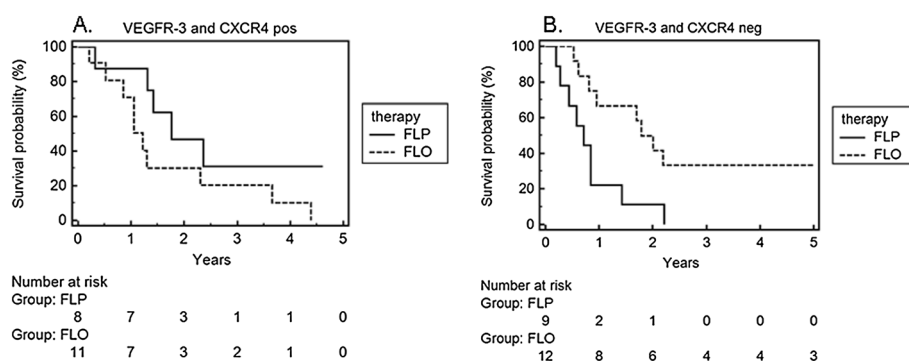 A.
VEGFR-3 and CXCR4 pos
Survival probability (%)
100
80
60
40
20
0
0 1 2 3 4 5
Years
therapy
FLP
FLO
Number at risk
Group: FLP
8 7 3 1 1 0
Group: FLO
11 7 3 2 1 0
B.
VEGFR-3 and CXCR4 neg
Survival probability (%)
100
80
60
40
20
0
0 1 2 3 4 5
Years
therapy
FLP
FLO
Number at risk
Group: FLP
9 2 1 0 0 0
Group: FLO
12 8 6 4 4 3